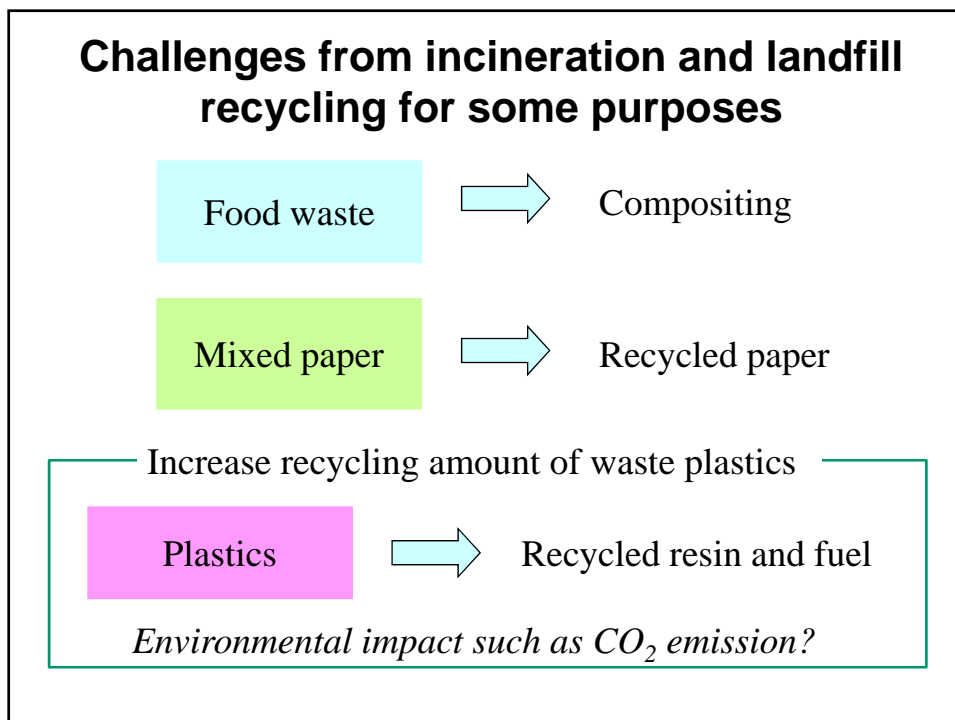 Challenges from incineration and landfill
recycling for some purposes
Food waste
Compositing
Mixed paper
Recycled paper
Increase recycling amount of waste plastics
Plastics
Recycled resin and fuel
Environmental impact such as CO₂ emission?